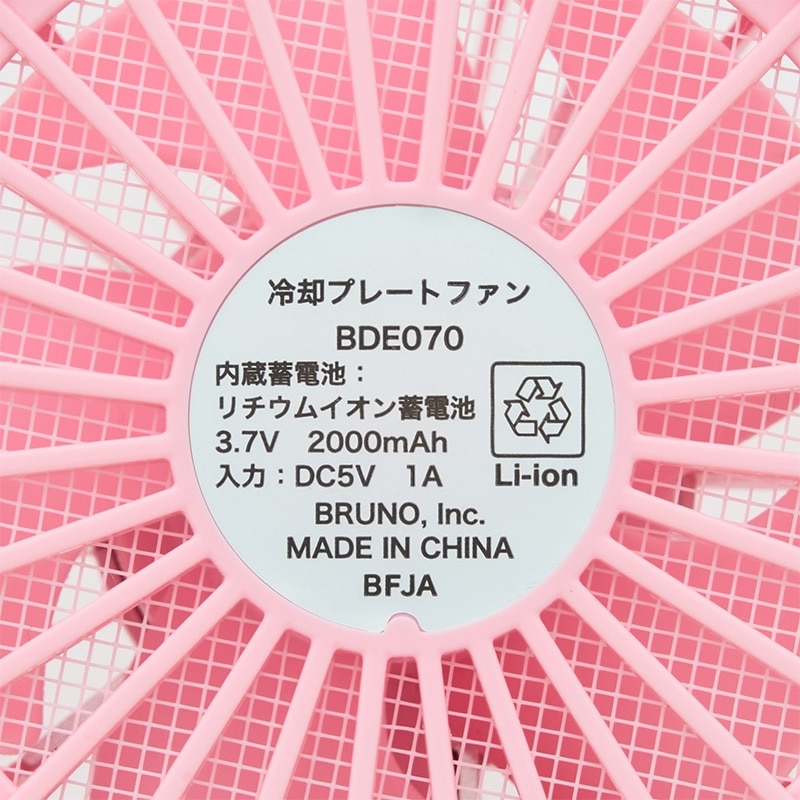 冷却プレートファン
BDE070
内蔵蓄電池：
リチウムイオン蓄電池
3.7V 2000mAh
入力：DC5V 1A
Li-ion
BRUNO, Inc.
MADE IN CHINA
BFJA